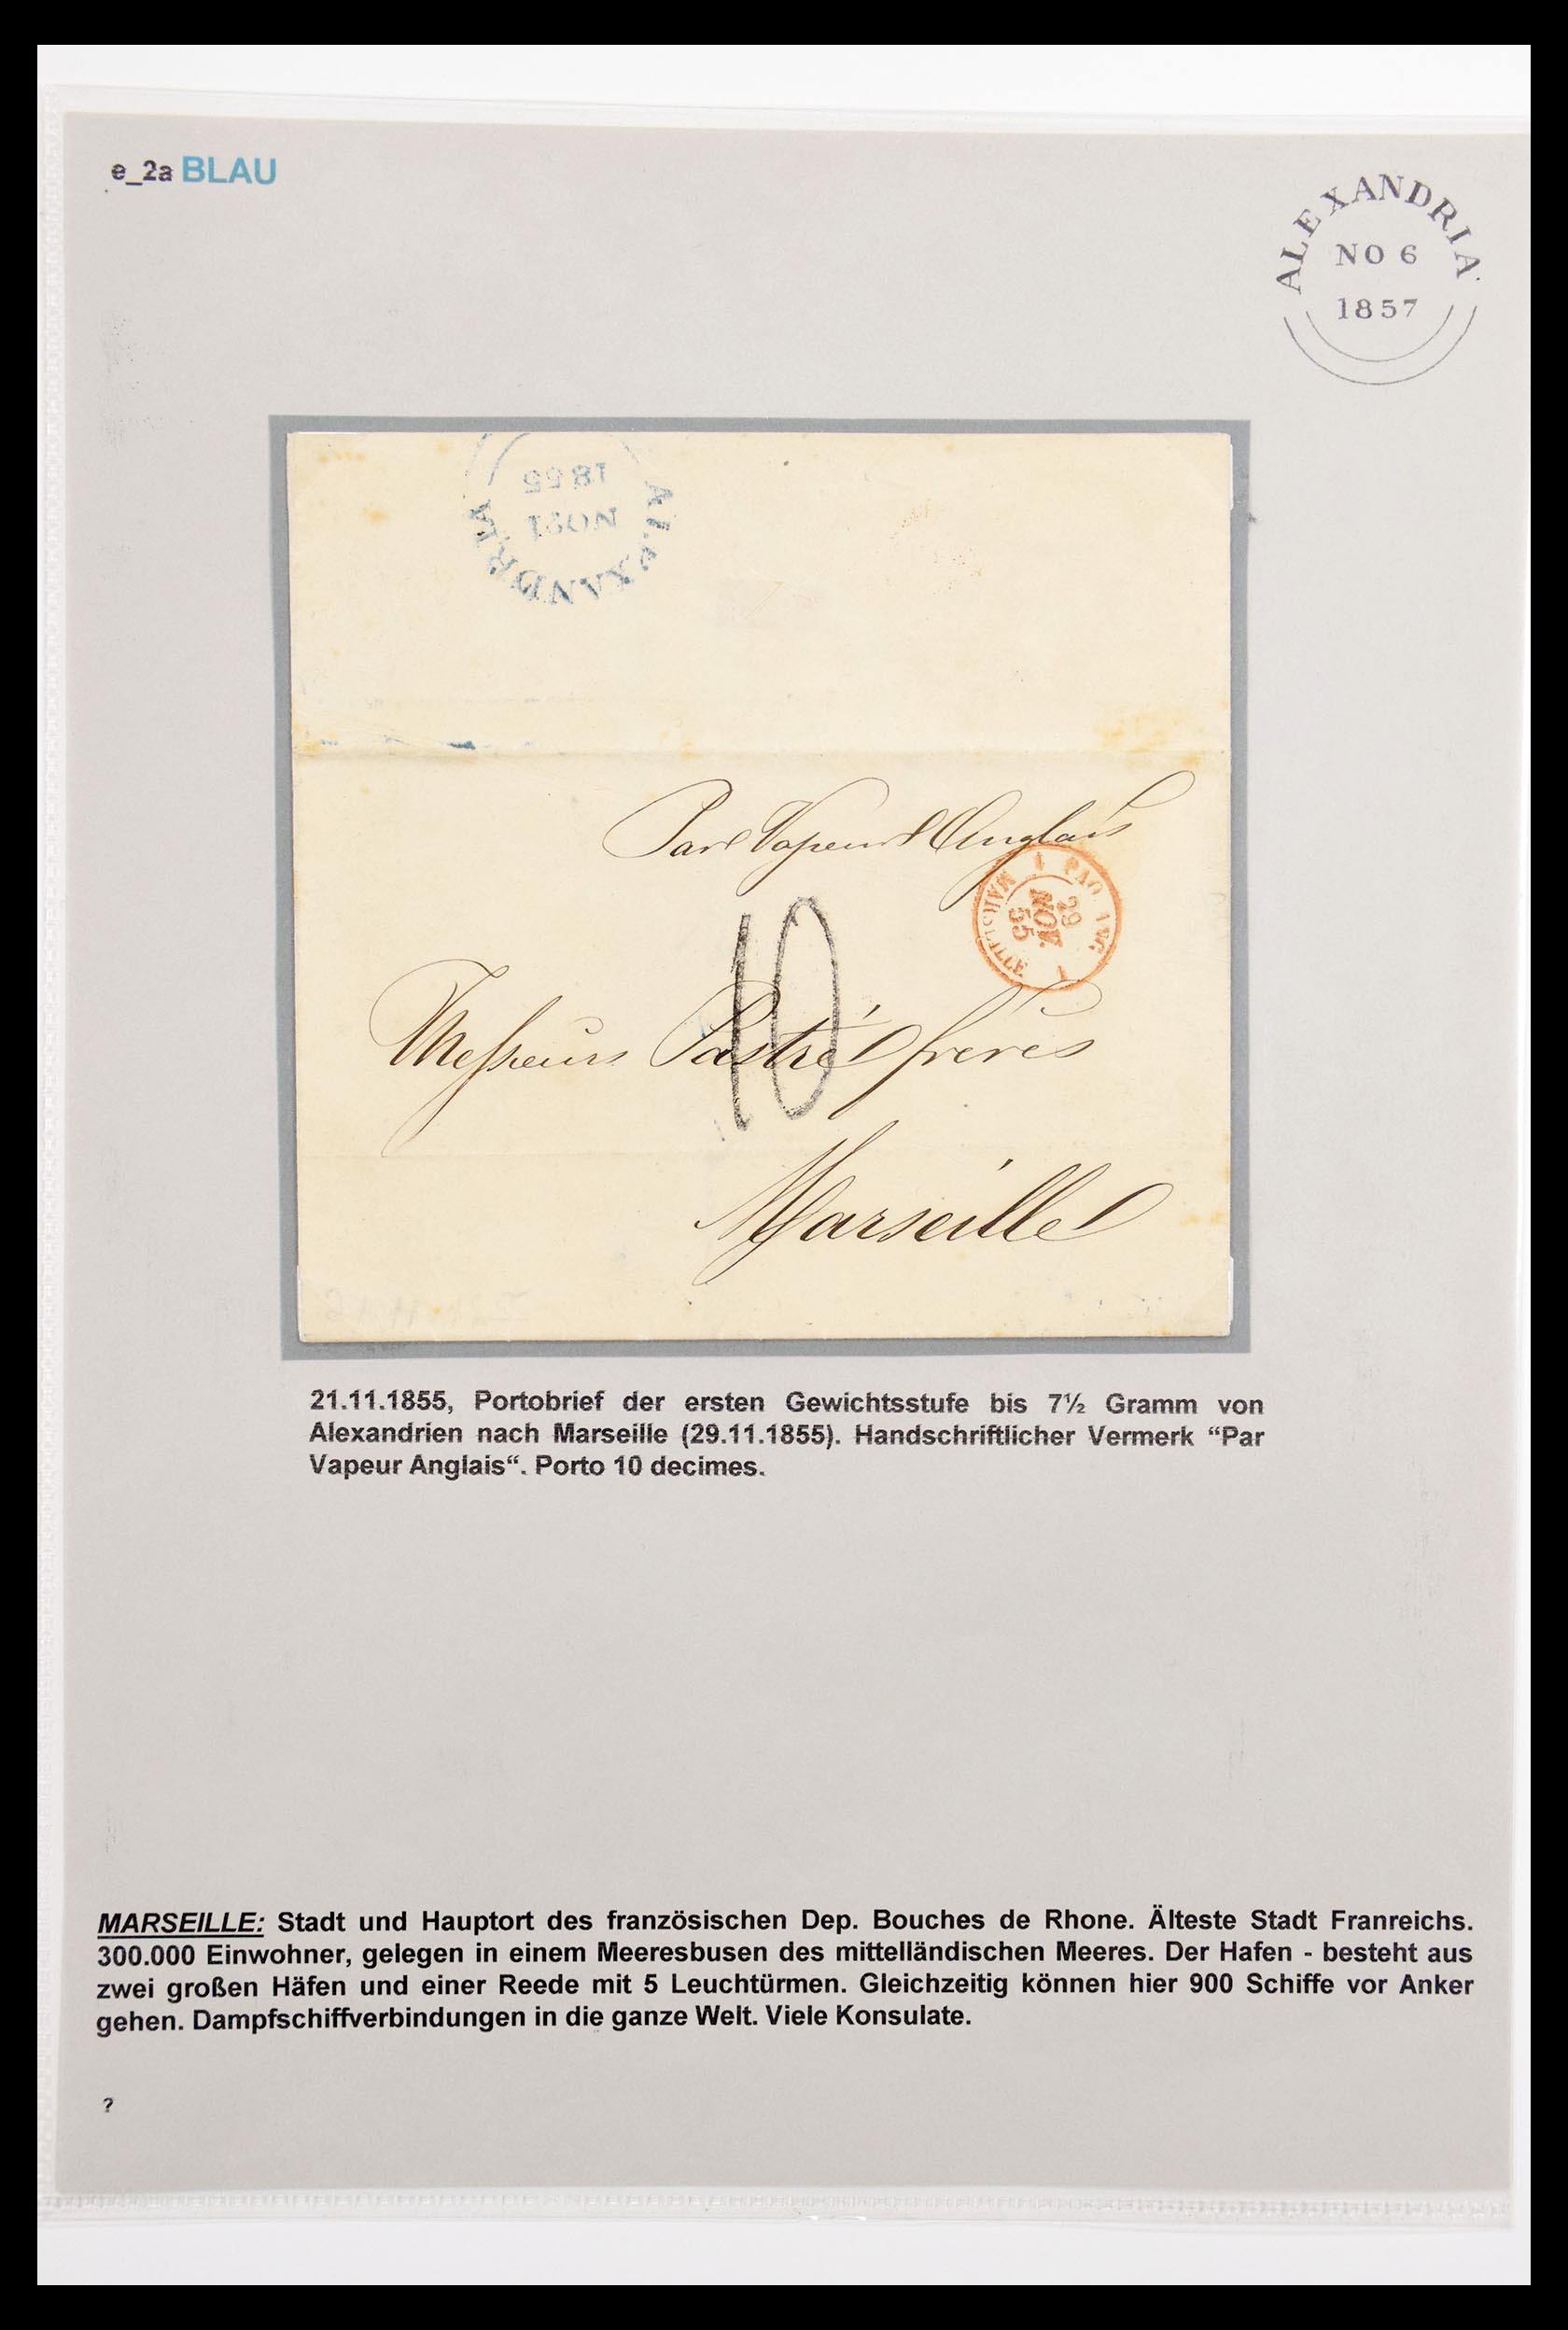 e_2a BLAU
ALEXANDRIA
NO 6
1857
ALEXANDRIA
NO21
1855
Par Vapeur Anglais
PAQ. ANG.
29
NOV.
55
MARSEILLE
10
Messieurs Pastré frères
Marseille
21.11.1855, Portobrief der ersten Gewichtsstufe bis 7½ Gramm von
Alexandrien nach Marseille (29.11.1855). Handschriftlicher Vermerk “Par
Vapeur Anglais“. Porto 10 decimes.
MARSEILLE: Stadt und Hauptort des französischen Dep. Bouches de Rhone. Älteste Stadt Franreichs.
300.000 Einwohner, gelegen in einem Meeresbusen des mittelländischen Meeres. Der Hafen - besteht aus
zwei großen Häfen und einer Reede mit 5 Leuchtürmen. Gleichzeitig können hier 900 Schiffe vor Anker
gehen. Dampfschiffverbindungen in die ganze Welt. Viele Konsulate.
?